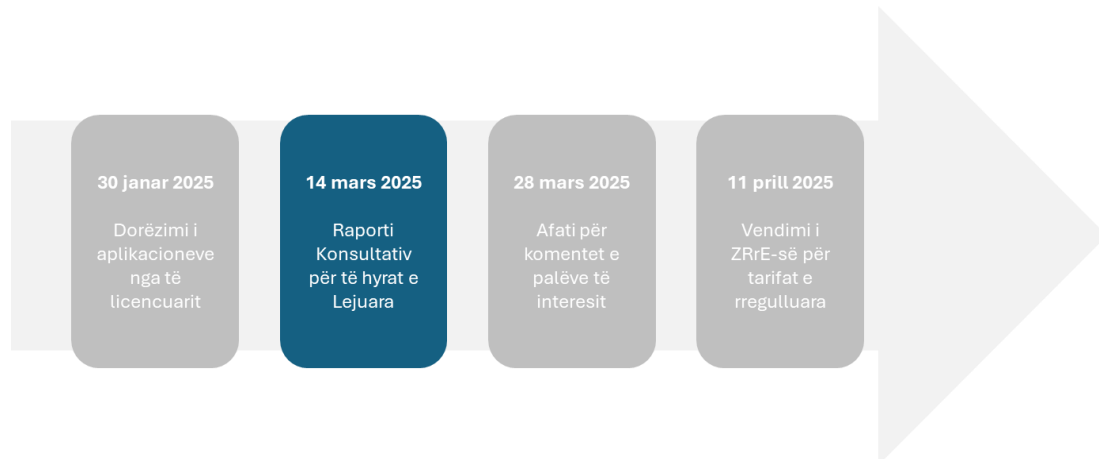 30 janar 2025
Dorëzimi i
aplikacioneve
nga të
licencuarit
14 mars 2025
Raporti
Konsultativ
për të hyrat e
Lejuara
28 mars 2025
Afati për
komentet e
palëve të
interesit
11 prill 2025
Vendimi i
ZRrE-së për
tarifat e
rregulluara